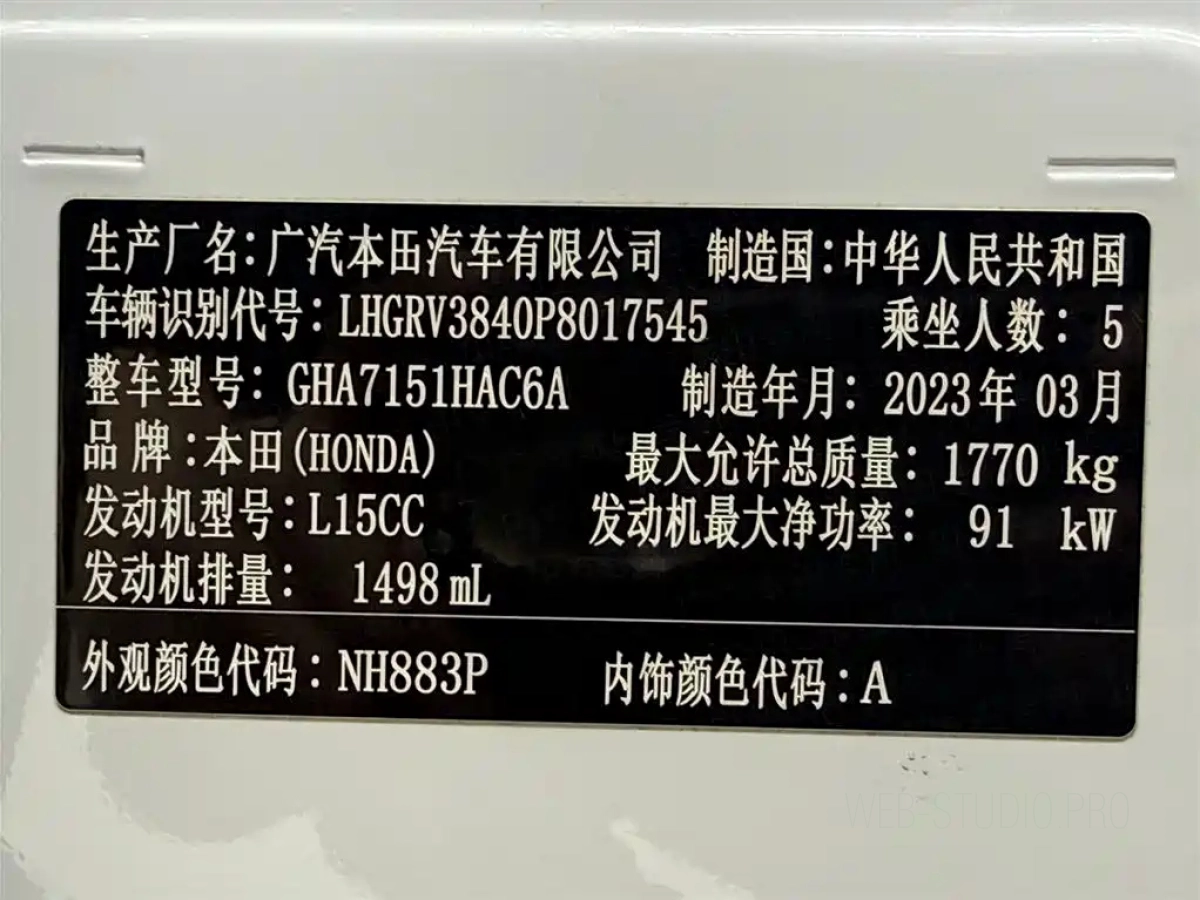 生产厂名:广汽本田汽车有限公司 制造国:中华人民共和国
车辆识别代号:LHGRV3840P8017545 乘坐人数: 5
整车型号: GHA7151HAC6A 制造年月: 2023年 03月
品 牌:本田(HONDA) 最大允许总质量: 1770 kg
发动机型号:L15CC 发动机最大净功率: 91 kW
发动机排量: 1498 mL
外观颜色代码:NH883P 内饰颜色代码:A
WEB-STUDIO.PRO